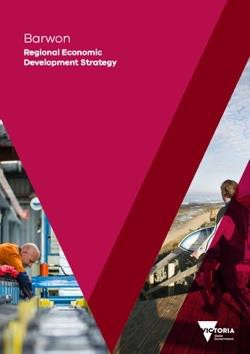 Barwon
Regional Economic
Development Strategy
VICTORIA
State
Government